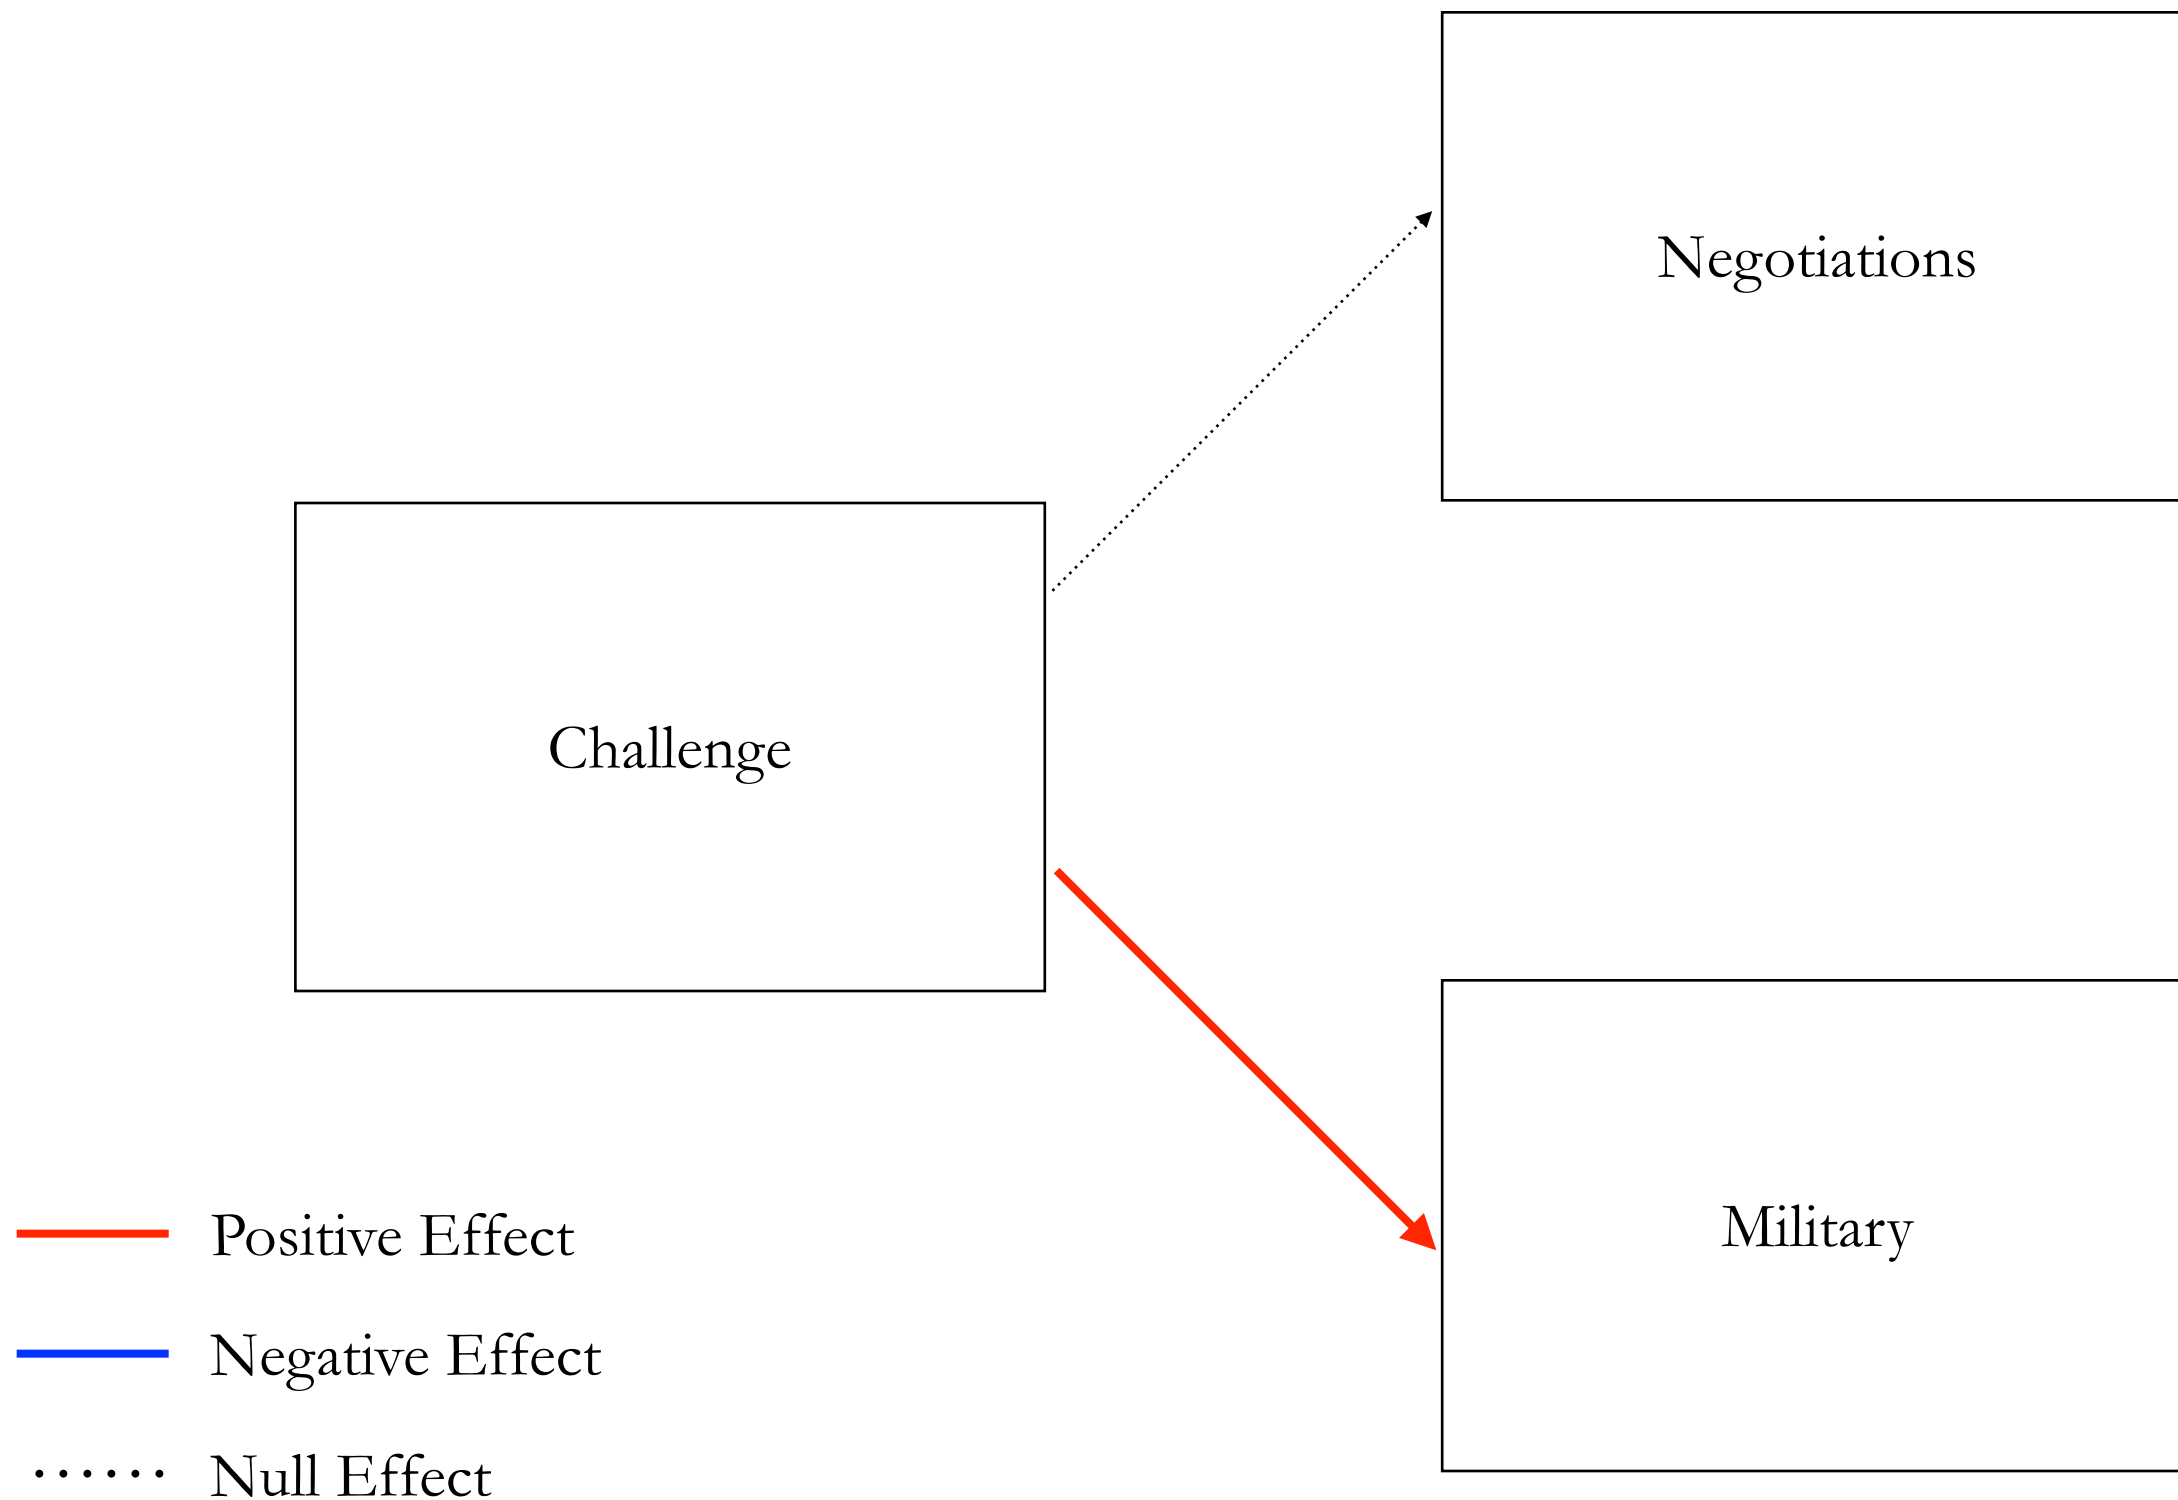 Negotiations
Challenge
Military
Positive Effect
Negative Effect
Null Effect